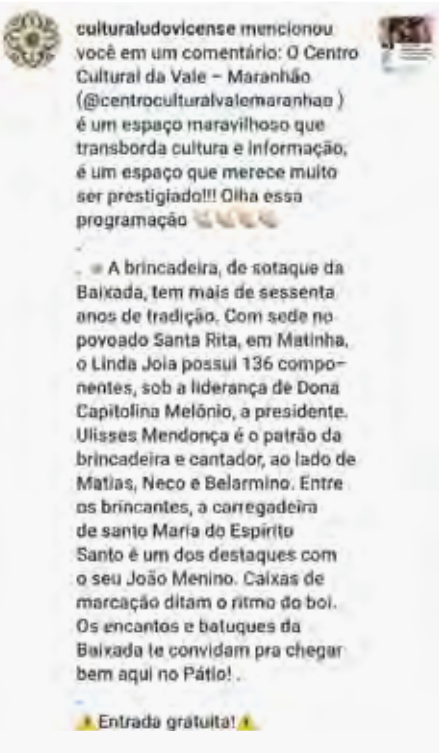 culturaludovicense mencionou
você em um comentário: O Centro
Cultural da Vale – Maranhão
(@centroculturalvalemaranhao )
é um espaço maravilhoso que
transborda cultura e informação,
é um espaço que merece muito
ser prestigiado!!! Olha essa
programação 👏🏻👏🏻👏🏻👏🏻
.
. A brincadeira, de sotaque da
Baixada, tem mais de sessenta
anos de tradição. Com sede no
povoado Santa Rita, em Matinha,
o Linda Joia possui 136 compo-
nentes, sob a liderança de Dona
Capitolina Melônio, a presidente.
Ulisses Mendonça é o patrão da
brincadeira e cantador, ao lado de
Matias, Neco e Belarmino. Entre
os brincantes, a carregadeira
de santo Maria do Espírito
Santo é um dos destaques com
o seu João Menino. Caixas de
marcação ditam o ritmo do boi.
Os encantos e batuques da
Baixada te convidam pra chegar
bem aqui no Pátio! .
.
⚠️Entrada gratuita!⚠️